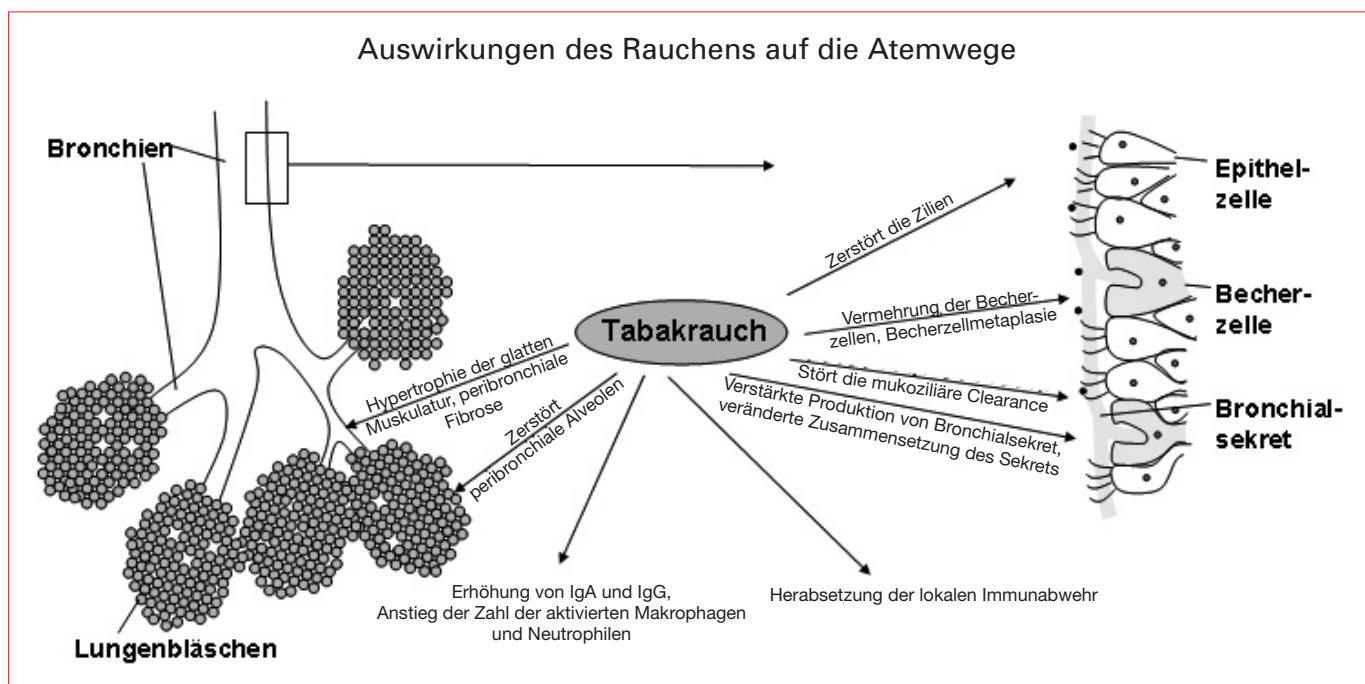 Auswirkungen des Rauchens auf die Atemwege
Bronchien
Epithel-
zelle
Zerstört die Zilien
Vermehrung der Becher-
zellen, Becherzellmetaplasie
Becher-
zelle
Tabakrauch
Hypertrophie der glatten
Muskulatur, peribronchiale
Fibrose
Zerstört
peribronchiale Alveolen
Stört die mukoziliäre Clearance
Verstärkte Produktion von Bronchialsekret,
veränderte Zusammensetzung des Sekrets
Bronchial-
sekret
Erhöhung von IgA und IgG,
Anstieg der Zahl der aktivierten Makrophagen
und Neutrophilen
Herabsetzung der lokalen Immunabwehr
Lungenbläschen